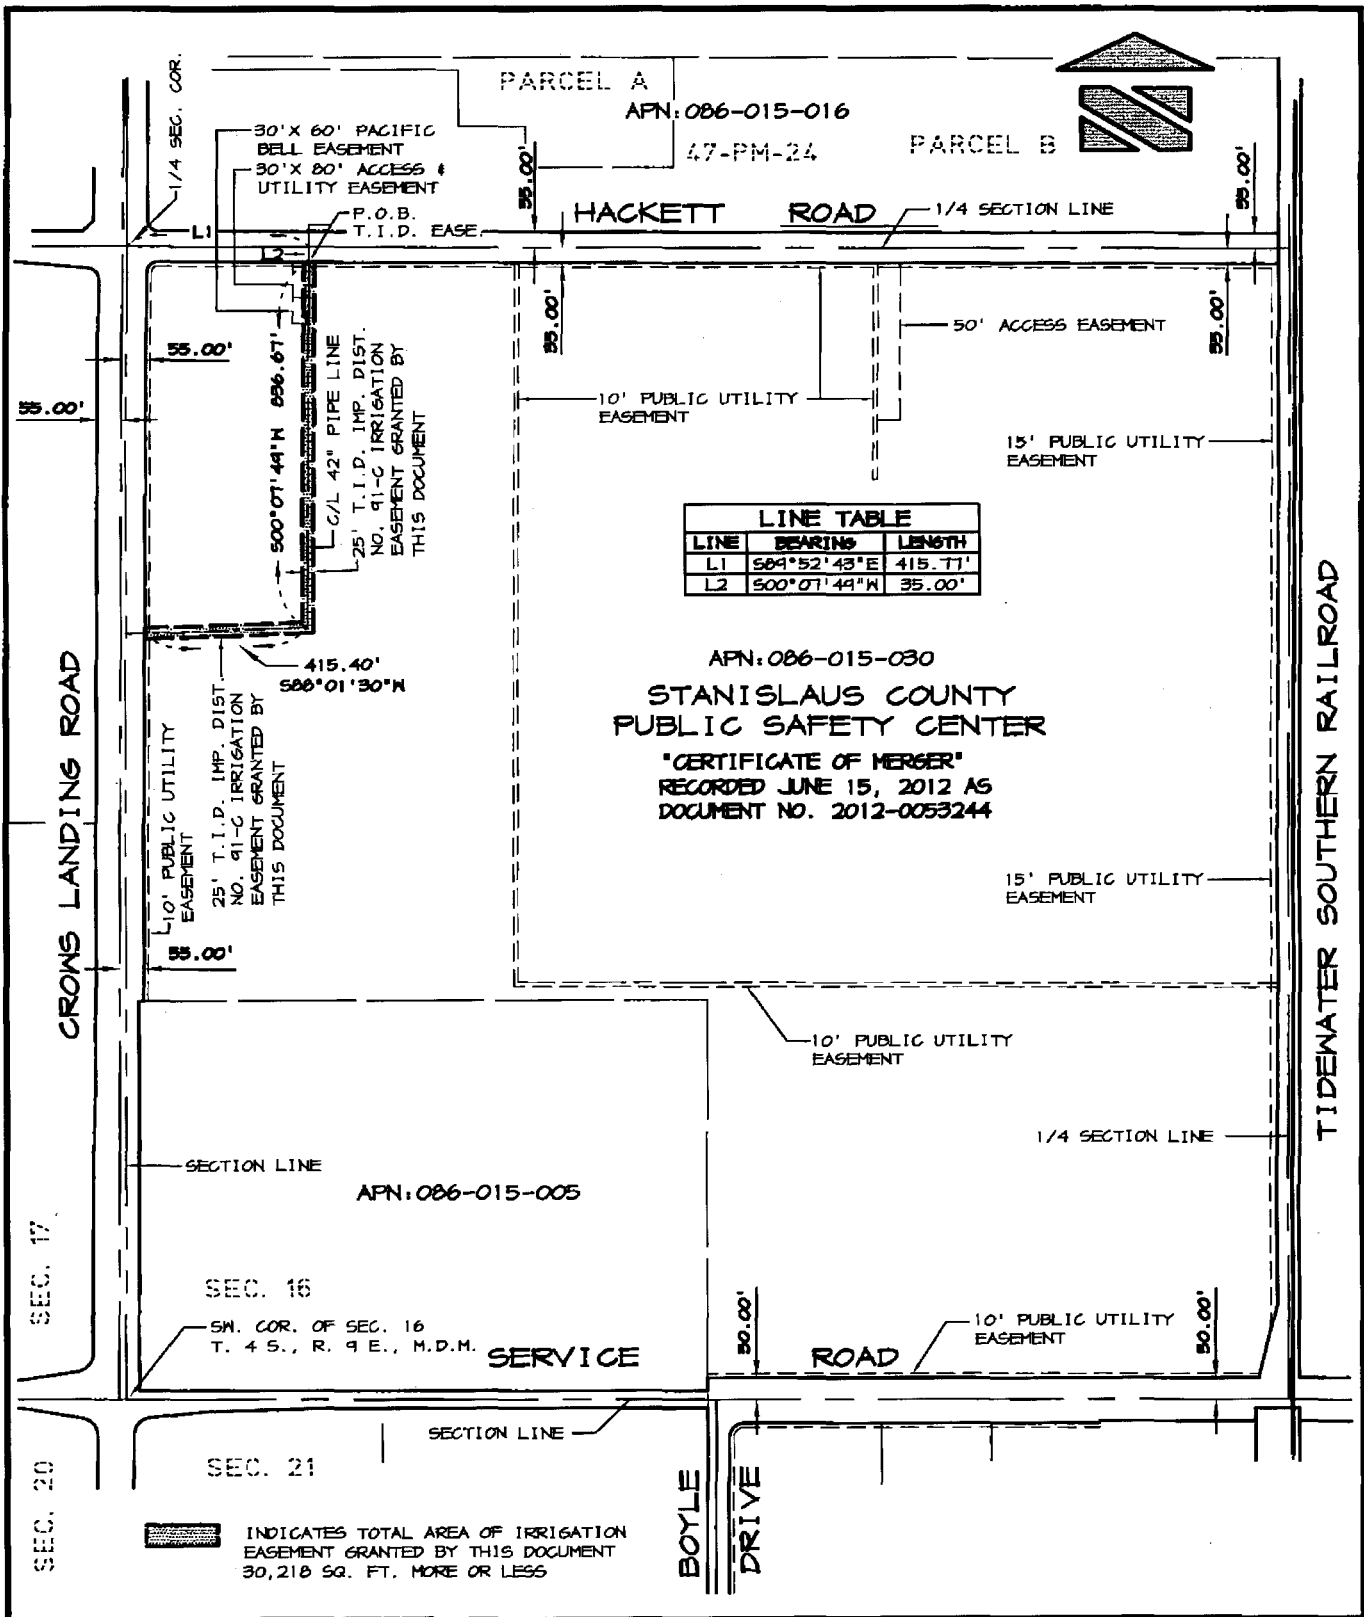 PARCEL A
APN: 086-015-016
47-PM-24
PARCEL B
1/4 SEC. COR.
30' X 60' PACIFIC
BELL EASEMENT
30' X 80' ACCESS &
UTILITY EASEMENT
P.O.B.
T.I.D. EASE.
L1
L2
55.00'
HACKETT ROAD
1/4 SECTION LINE
55.00'
55.00'
55.00'
50' ACCESS EASEMENT
55.00'
55.00'
S00°07'49"W 836.67'
C/L 42" PIPE LINE
25' T.I.D. IMP. DIST.
NO. 91-C IRRIGATION
EASEMENT GRANTED BY
THIS DOCUMENT
10' PUBLIC UTILITY
EASEMENT
15' PUBLIC UTILITY
EASEMENT
LINE TABLE
LINE BEARING LENGTH
L1 S89°52'43"E 415.77'
L2 S00°07'49"W 35.00'
415.40'
S88°01'30"W
APN: 086-015-030
STANISLAUS COUNTY
PUBLIC SAFETY CENTER
"CERTIFICATE OF MERGER"
RECORDED JUNE 15, 2012 AS
DOCUMENT NO. 2012-0053244
CROWS LANDING ROAD
10' PUBLIC UTILITY
EASEMENT
25' T.I.D. IMP. DIST.
NO. 91-C IRRIGATION
EASEMENT GRANTED BY
THIS DOCUMENT
55.00'
15' PUBLIC UTILITY
EASEMENT
TIDEWATER SOUTHERN RAILROAD
10' PUBLIC UTILITY
EASEMENT
1/4 SECTION LINE
SECTION LINE
APN: 086-015-005
SEC. 17
SEC. 16
SW. COR. OF SEC. 16
T. 4 S., R. 9 E., M.D.M.
SERVICE ROAD
50.00'
10' PUBLIC UTILITY
EASEMENT
50.00'
SECTION LINE
SEC. 20
SEC. 21
BOYLE
DRIVE
INDICATES TOTAL AREA OF IRRIGATION
EASEMENT GRANTED BY THIS DOCUMENT
30,218 SQ. FT. MORE OR LESS